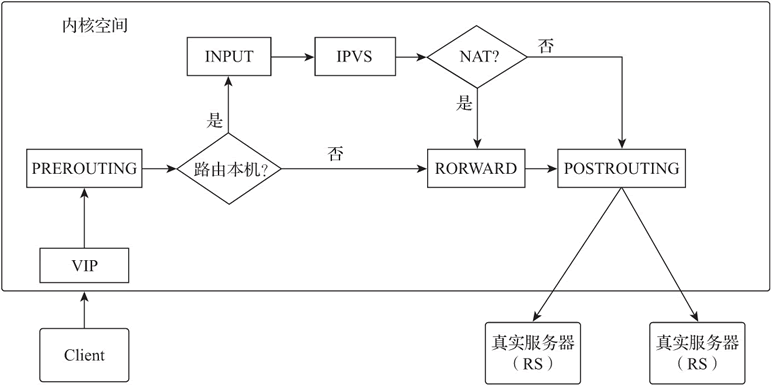 内核空间
INPUT
IPVS
NAT?
否
是
是
PREROUTING
路由本机?
否
RORWARD
POSTROUTING
VIP
Client
真实服务器
（RS）
真实服务器
（RS）